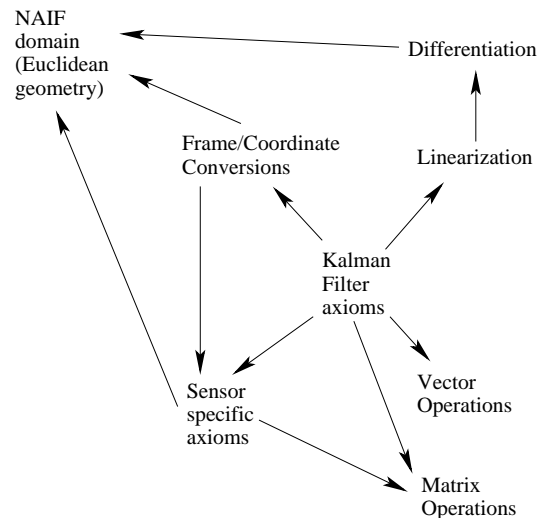 NAIF
domain
(Euclidean
geometry)
Differentiation
Frame/Coordinate
Conversions
Linearization
Kalman
Filter
axioms
Sensor
specific
axioms
Vector
Operations
Matrix
Operations